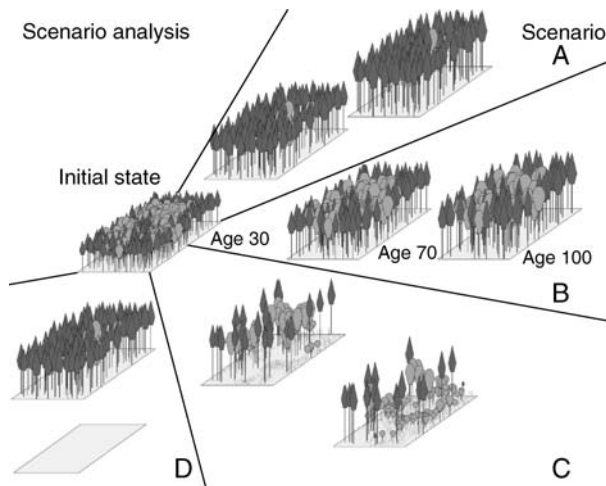 Scenario analysis
Scenario
A
Initial state
Age 30
Age 70
Age 100
B
D
C